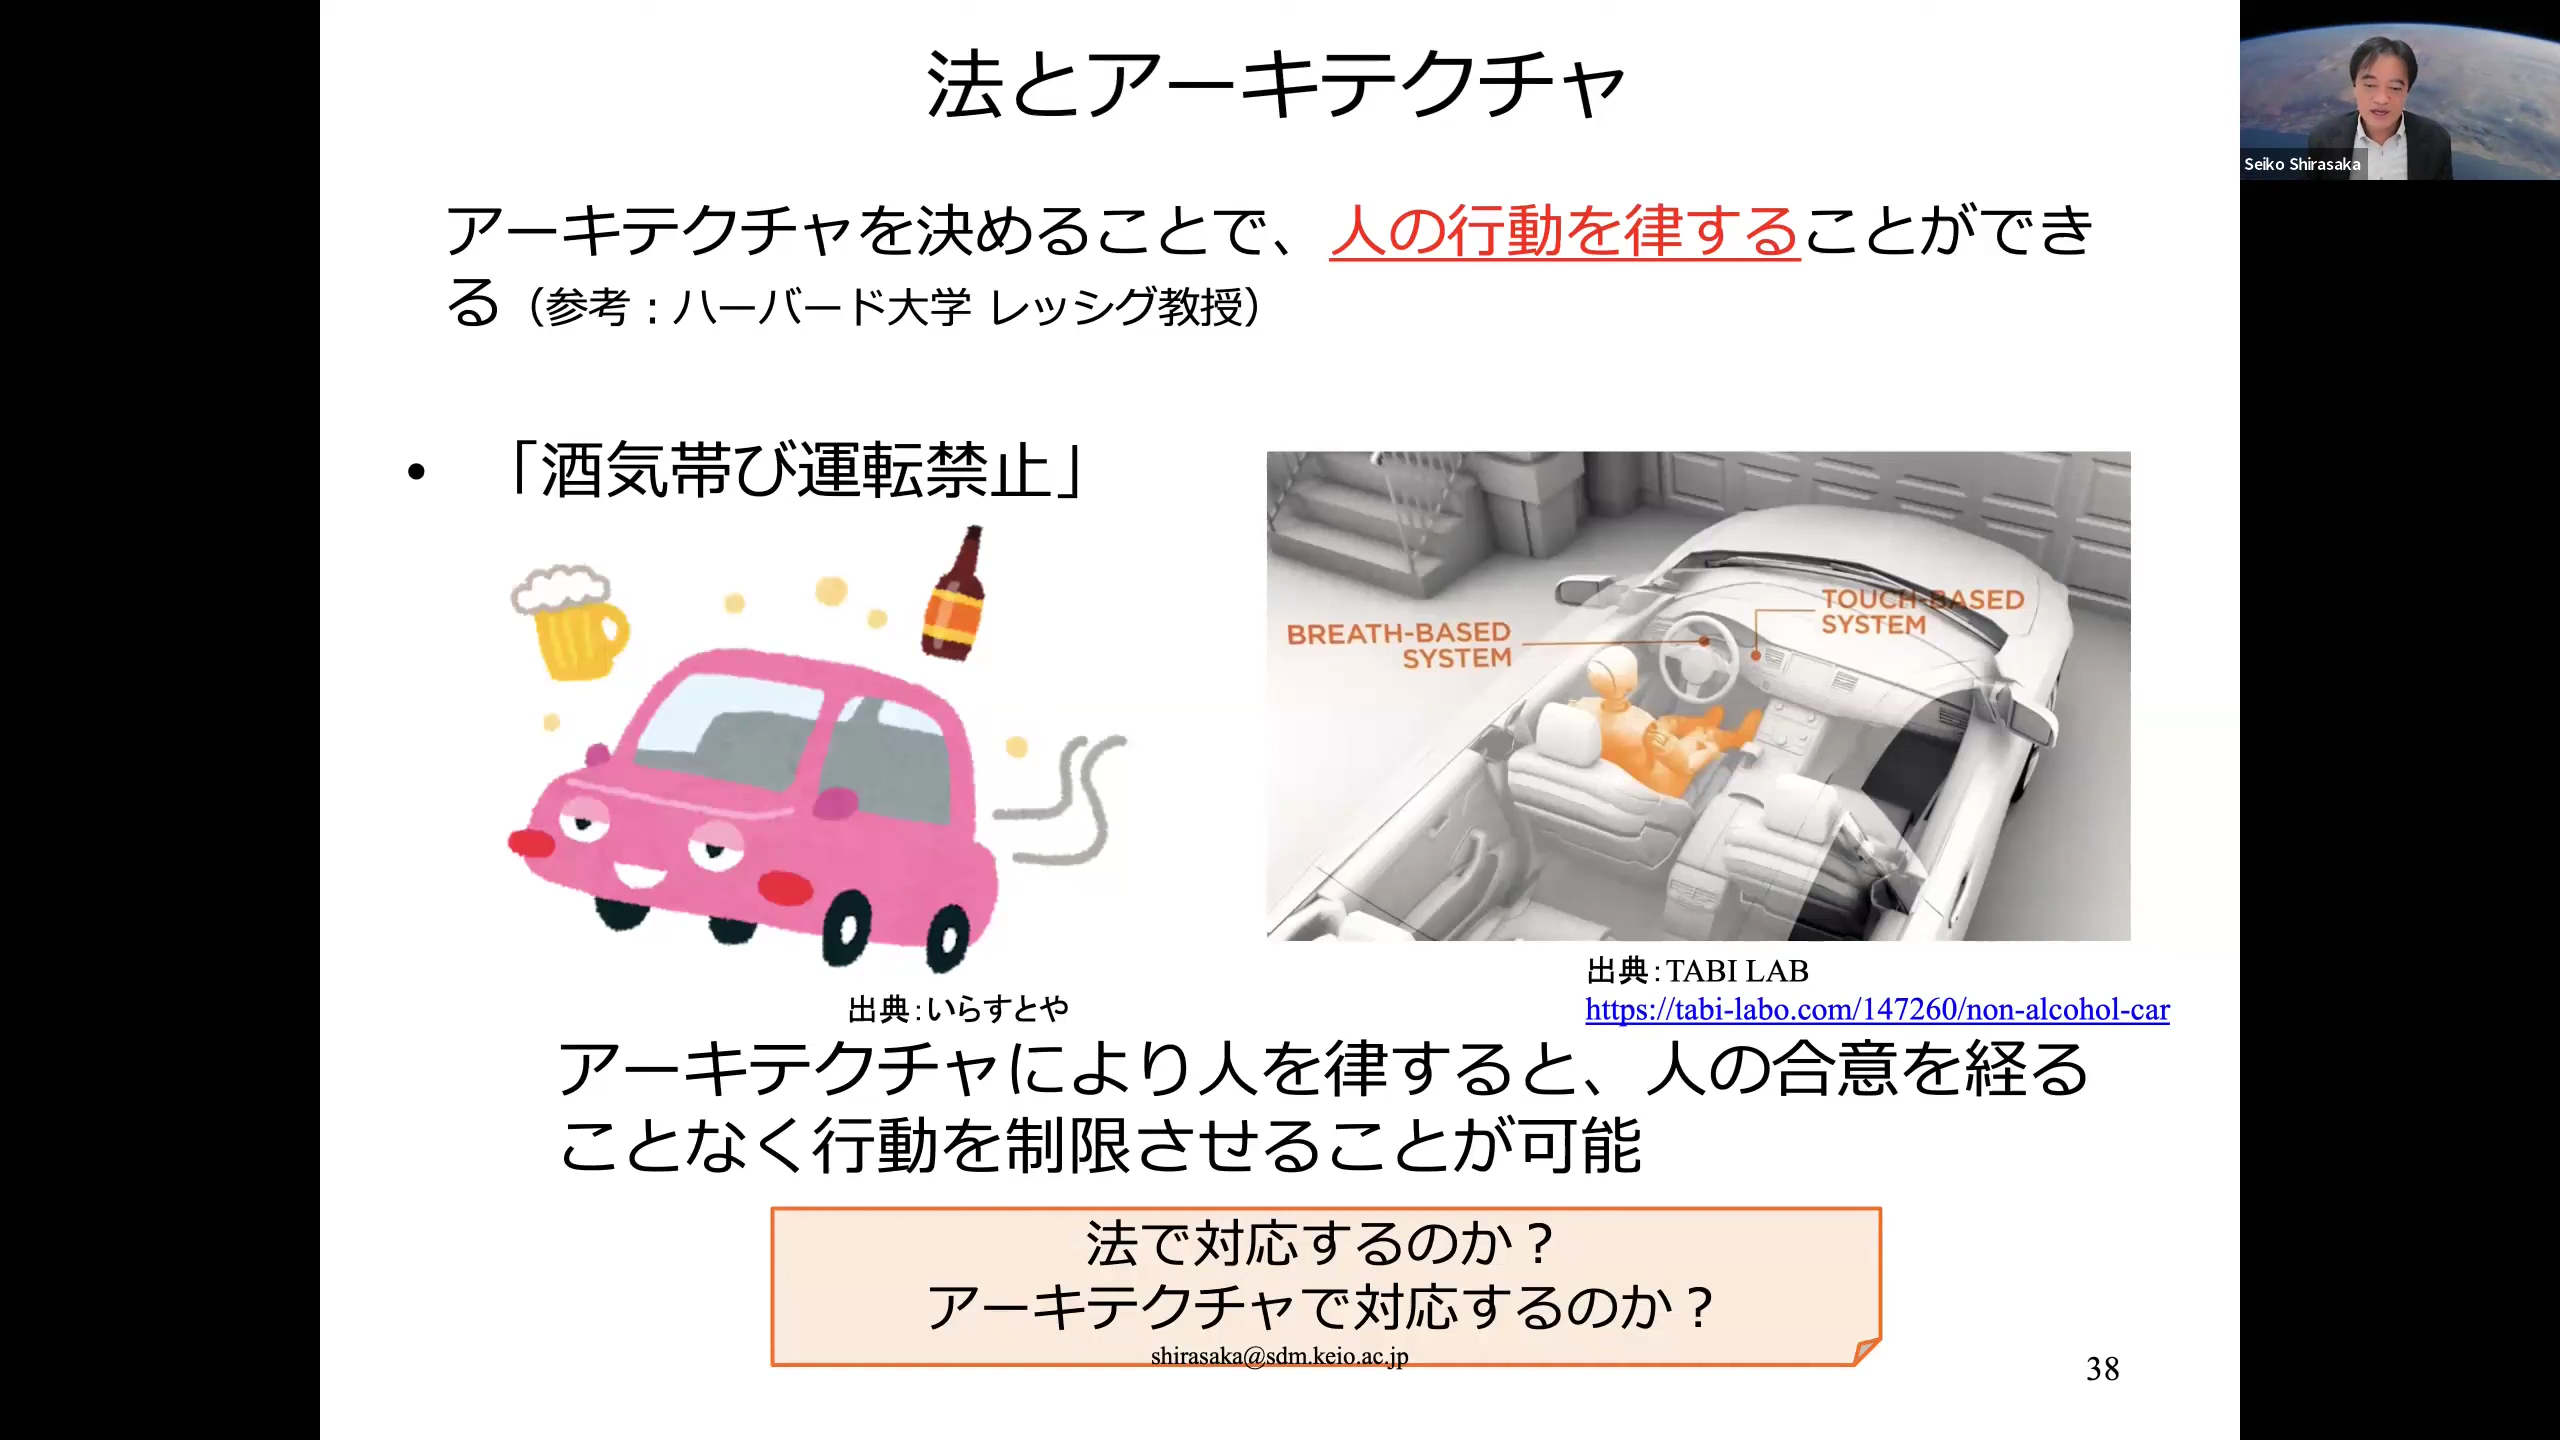 法とアーキテクチャ
Seiko Shirasaka
アーキテクチャを決めることで、人の行動を律することができ
る（参考：ハーバード大学 レッシグ教授）
• 「酒気帯び運転禁止」
BREATH-BASED
SYSTEM
TOUCH-BASED
SYSTEM
出典：いらすとや
出典：TABI LAB
https://tabi-labo.com/147260/non-alcohol-car
アーキテクチャにより人を律すると、人の合意を経る
ことなく行動を制限させることが可能
法で対応するのか？
アーキテクチャで対応するのか？
shirasaka@sdm.keio.ac.jp
38